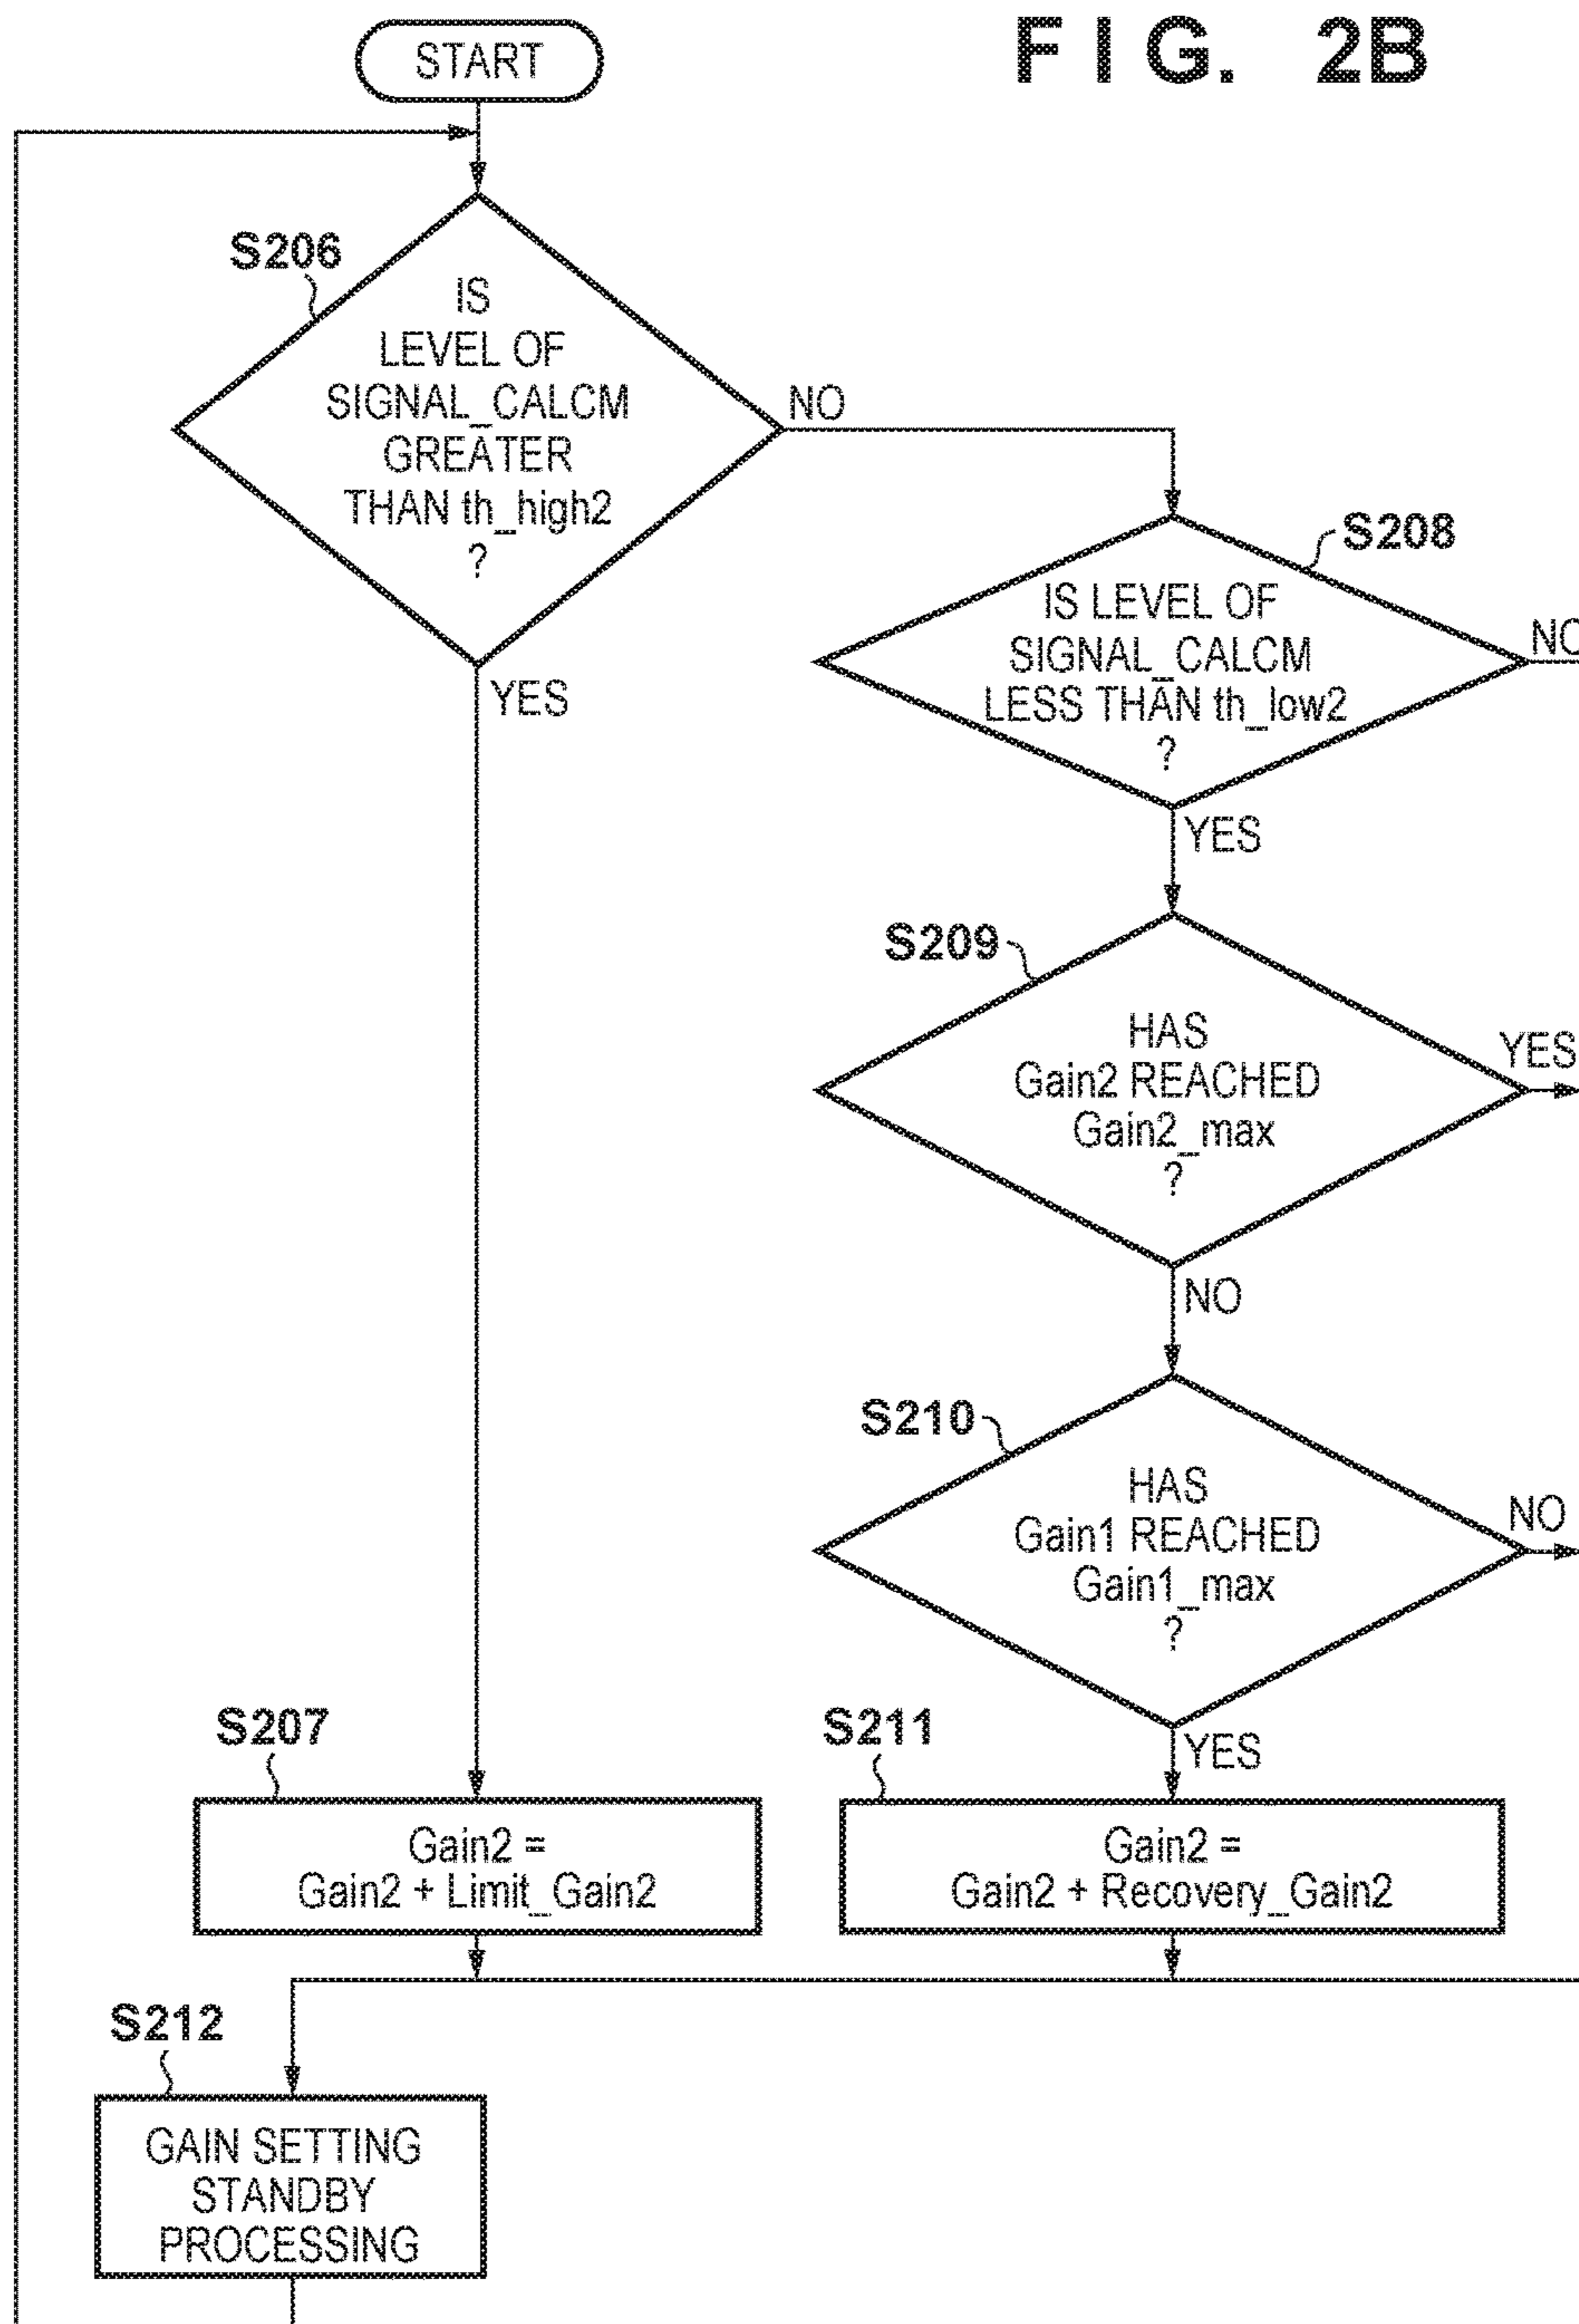 FIG. 2B
START
S206
IS
LEVEL OF
SIGNAL_CALCM
GREATER
THAN th_high2
?
NO
YES
S208
IS LEVEL OF
SIGNAL_CALCM
LESS THAN th_low2
?
NO
YES
S209
HAS
Gain2 REACHED
Gain2_max
?
YES
NO
S210
HAS
Gain1 REACHED
Gain1_max
?
NO
YES
S207
Gain2 =
Gain2 + Limit_Gain2
S211
Gain2 =
Gain2 + Recovery_Gain2
S212
GAIN SETTING
STANDBY
PROCESSING